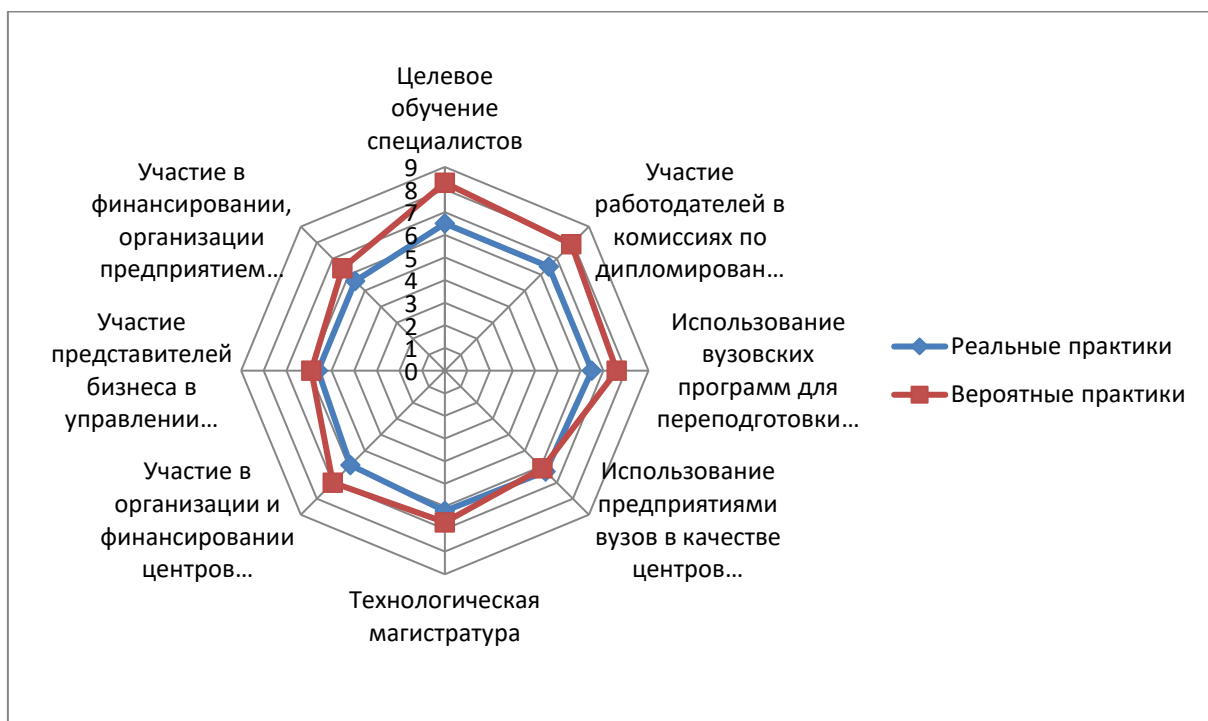 Целевое
обучение
специалистов
Участие
работодателей в
комиссиях по
дипломирован...
Использование
вузовских
программ для
переподготовки...
Использование
предприятиями
вузов в качестве
центров...
Технологическая
магистратура
Участие в
организации и
финансировании
центров...
Участие
представителей
бизнеса в
управлении...
Участие в
финансировании,
организации
предприятием...
9
8
7
6
5
4
3
2
1
0
Реальные практики
Вероятные практики